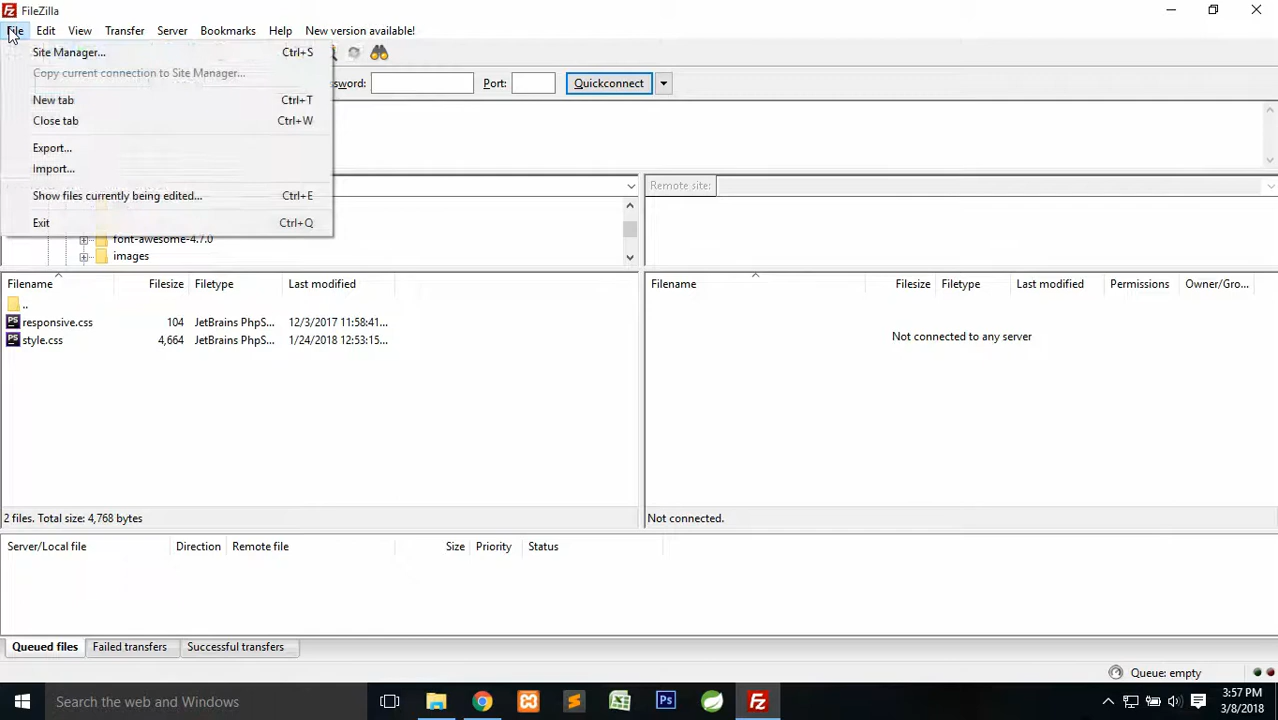 FileZilla
File Edit View Transfer Server Bookmarks Help New version available!
Site Manager... Ctrl+S
Copy current connection to Site Manager...
sword: Port: Quickconnect
New tab Ctrl+T
Close tab Ctrl+W
Export...
Import...
Remote site:
Show files currently being edited... Ctrl+E
Exit Ctrl+Q
font-awesome-4.7.0
images
Filename Filesize Filetype Last modified
Filename Filesize Filetype Last modified Permissions Owner/Gro...
..
responsive.css 104 JetBrains PhpS... 12/3/2017 11:58:41...
style.css 4,664 JetBrains PhpS... 1/24/2018 12:53:15...
Not connected to any server
2 files. Total size: 4,768 bytes
Not connected.
Server/Local file Direction Remote file Size Priority Status
Queued files Failed transfers Successful transfers
Queue: empty
Search the web and Windows
3:57 PM
3/8/2018